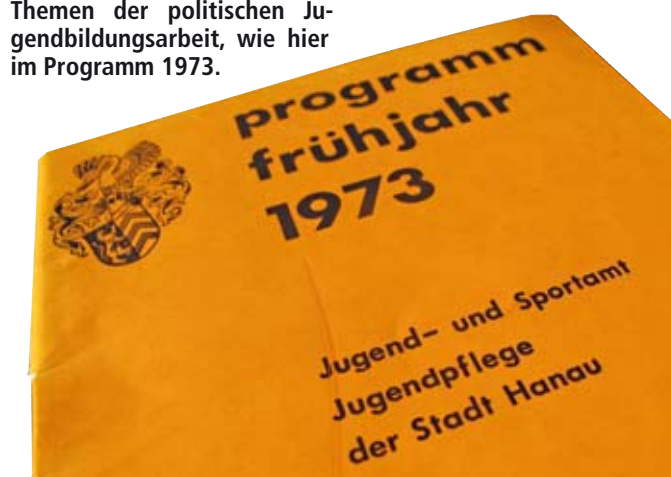 Themen der politischen Ju-
gendbildungsarbeit, wie hier
im Programm 1973.
programm
frühjahr
1973
Jugend- und Sportamt
Jugendpflege
der Stadt Hanau